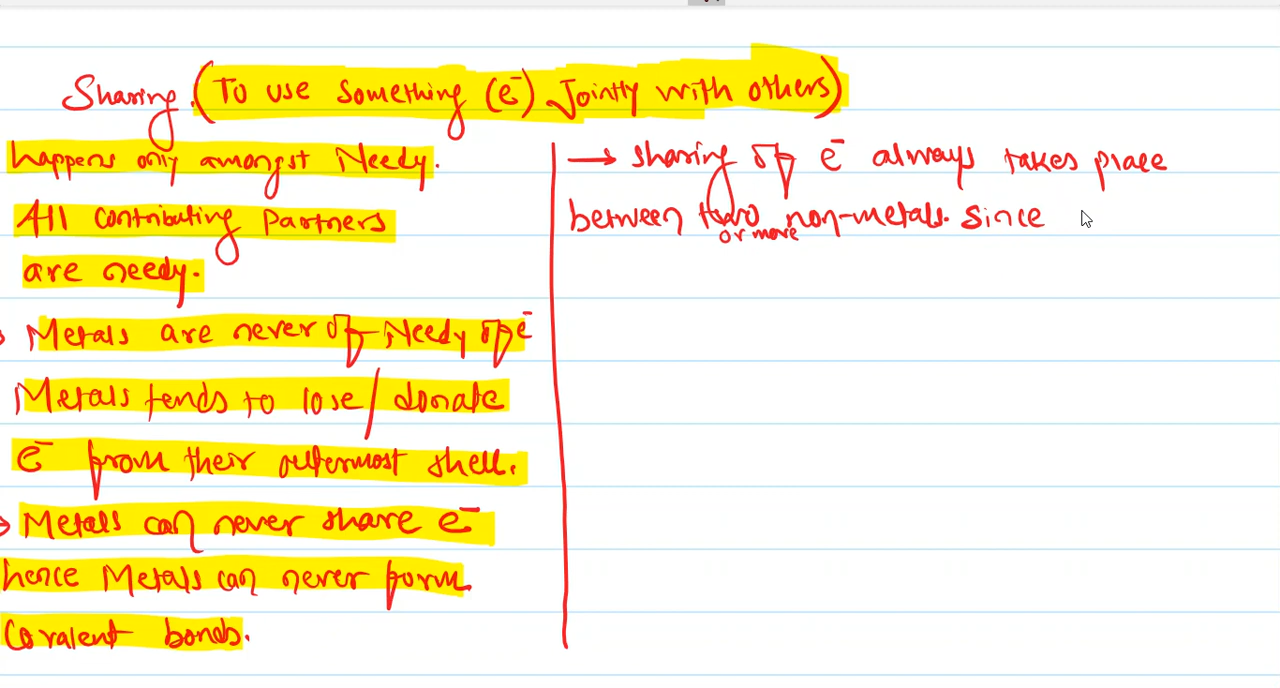 Sharing. (To use something (e⁻) Jointly with others)
happens only amongst Needy.
All contributing Partners
are needy.
Metals are never of Needy of e⁻
Metals tends to lose/donate
e⁻ from their outermost shell.
Metals can never share e⁻
hence Metals can never form
Covalent bonds.
→ sharing of e⁻ always takes place
between two non-metals. Since
or more